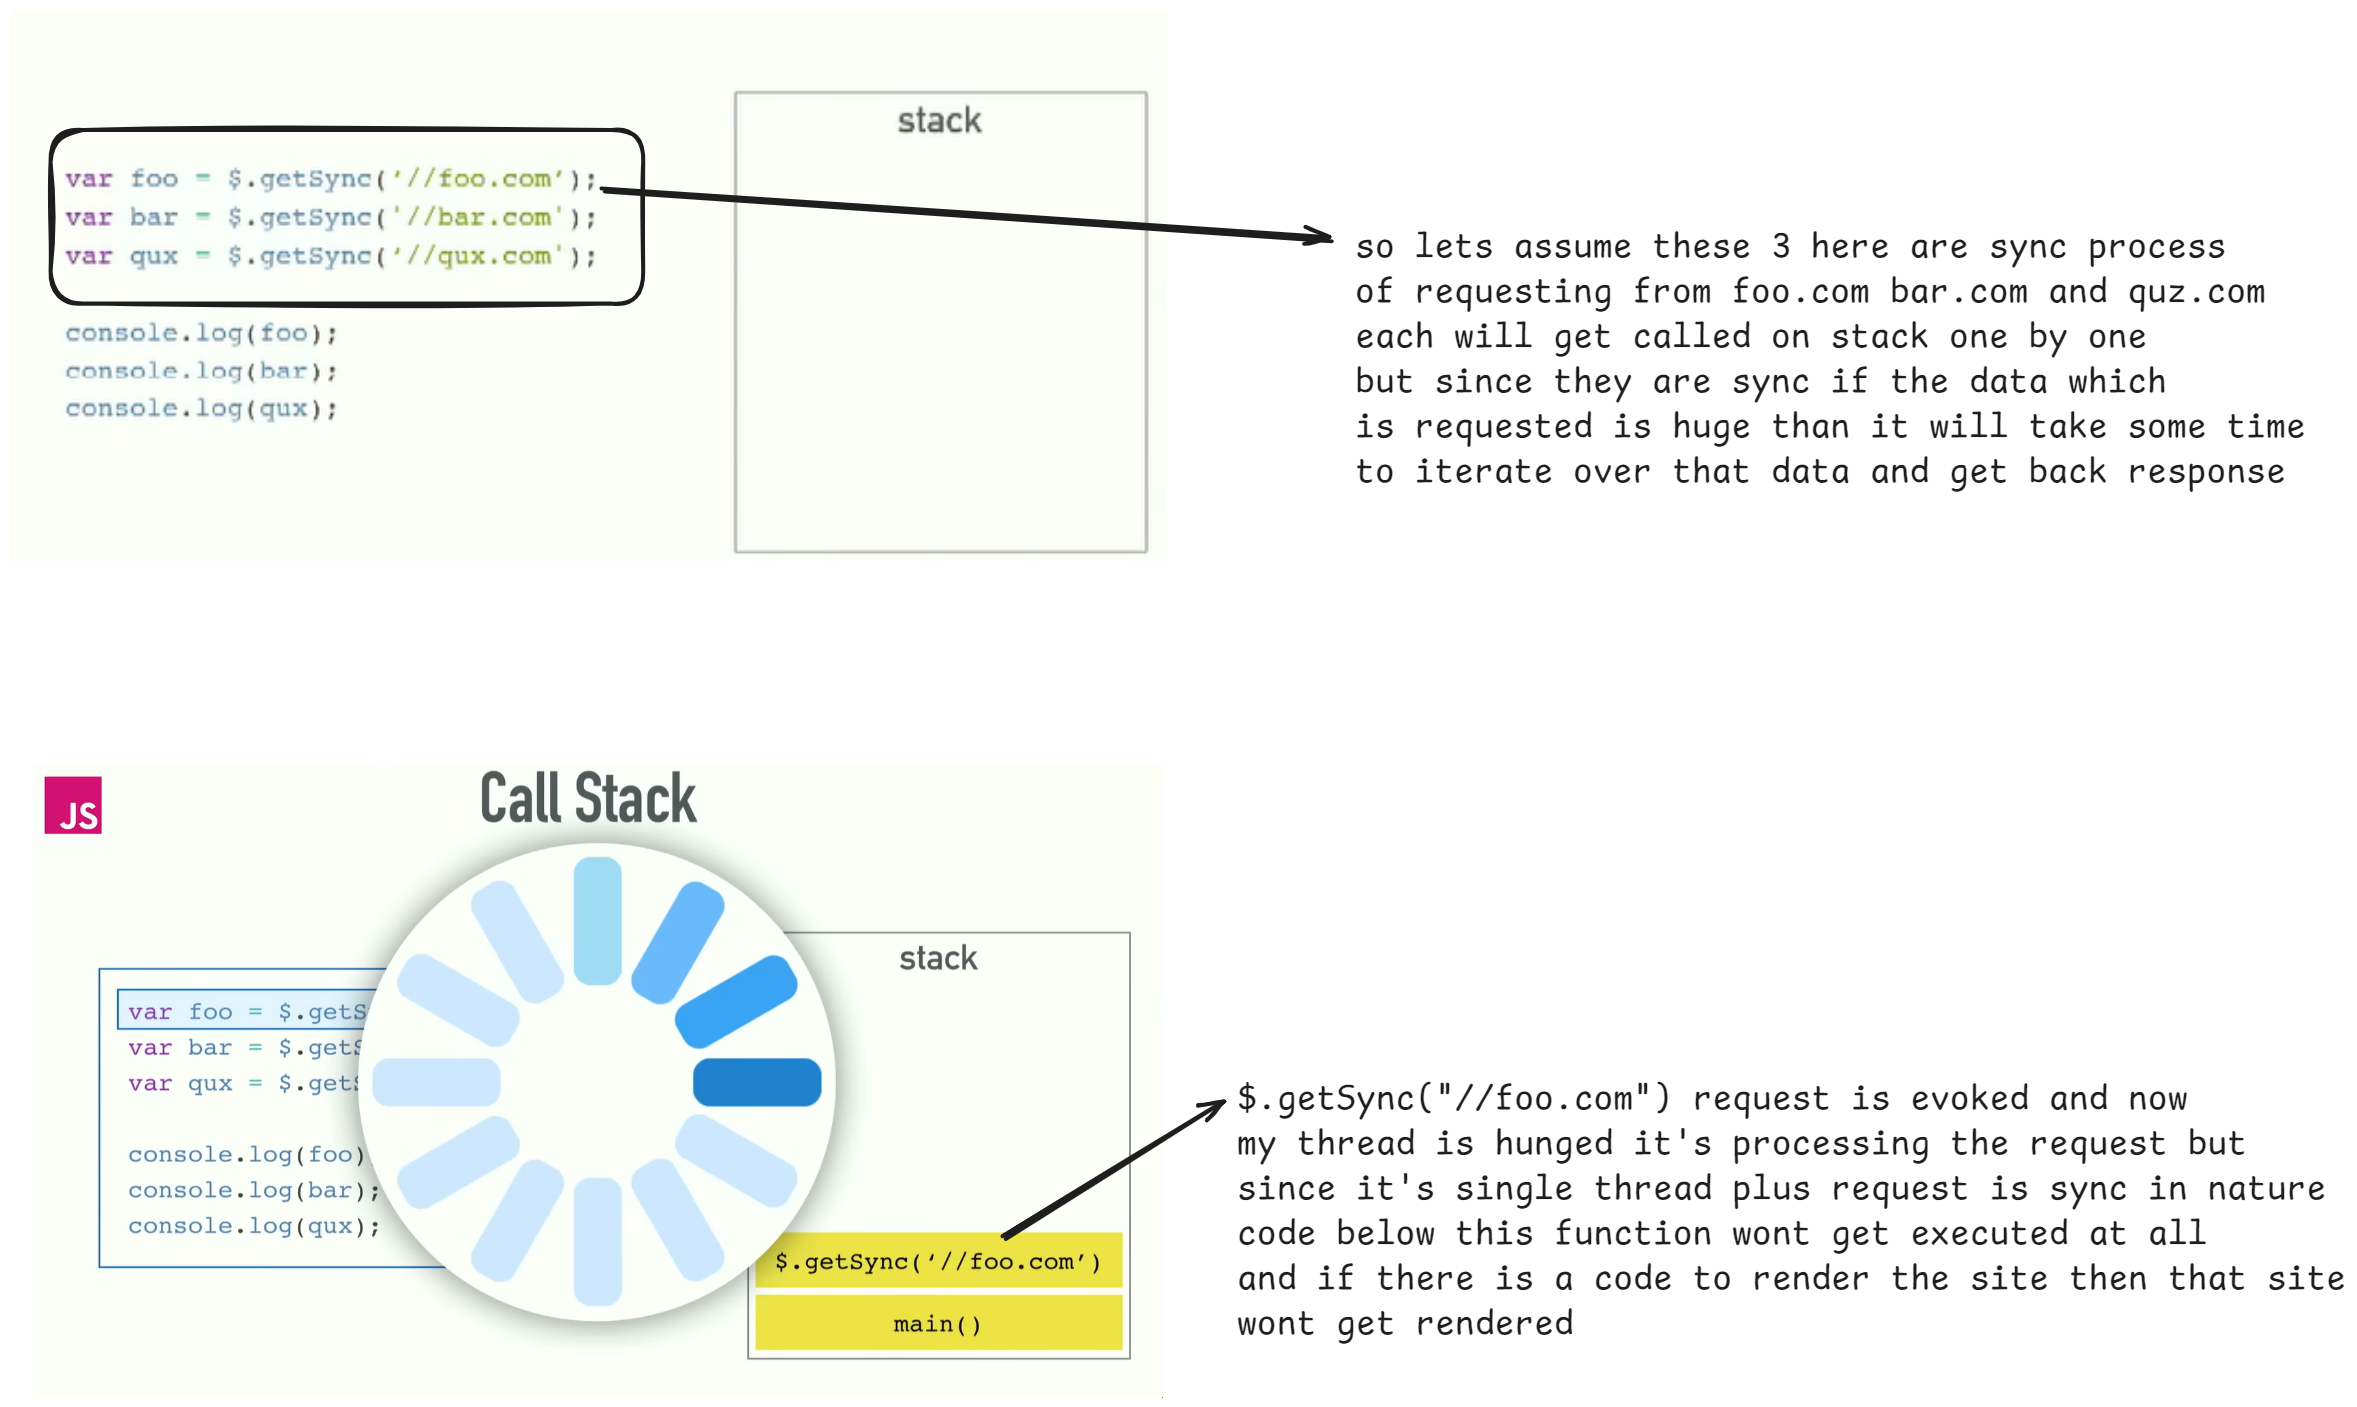 stack
var foo = $.getSync(‘//foo.com’);
var bar = $.getSync('//bar.com');
var qux = $.getSync(‘//qux.com');
console.log(foo);
console.log(bar);
console.log(qux);
so lets assume these 3 here are sync process
of requesting from foo.com bar.com and quz.com
each will get called on stack one by one
but since they are sync if the data which
is requested is huge than it will take some time
to iterate over that data and get back response
JS
Call Stack
var foo = $.getS
var bar = $.getS
var qux = $.getS
console.log(foo)
console.log(bar);
console.log(qux);
stack
$.getSync(‘//foo.com’)
main()
$.getSync("//foo.com") request is evoked and now
my thread is hunged it's processing the request but
since it's single thread plus request is sync in nature
code below this function wont get executed at all
and if there is a code to render the site then that site
wont get rendered